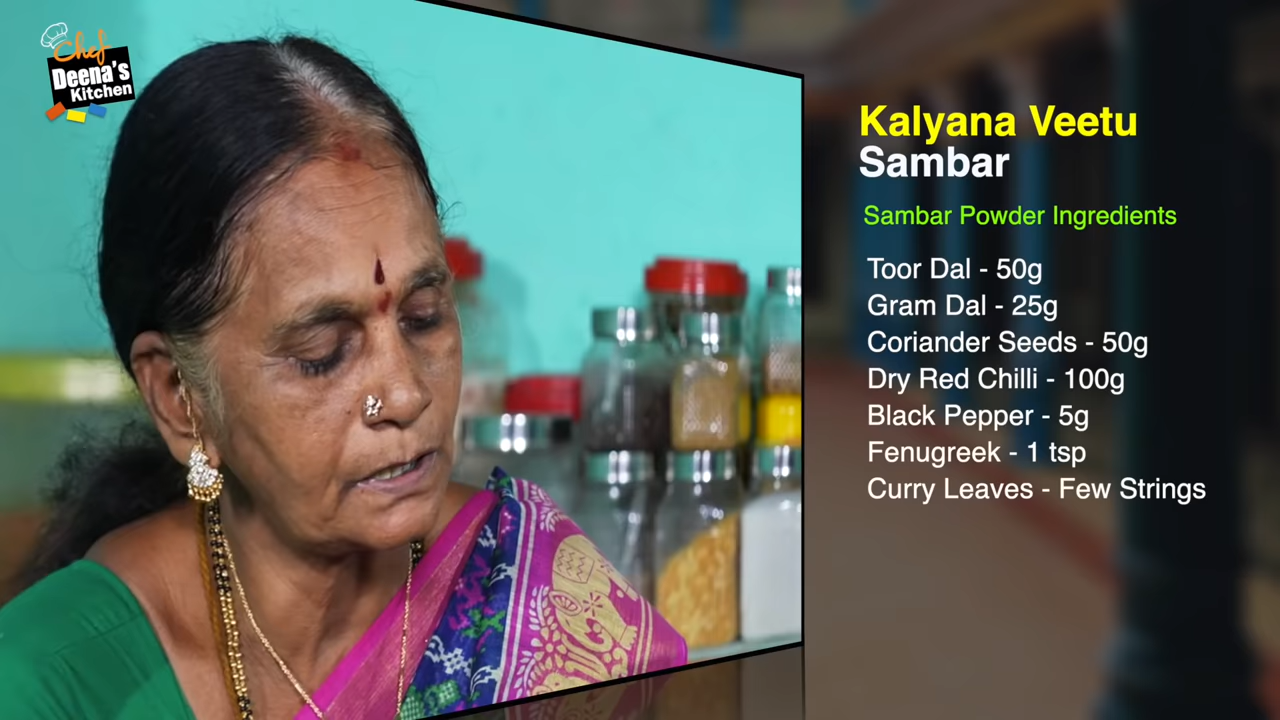 Chef
Deena's
Kitchen
Kalyana Veetu
Sambar
Sambar Powder Ingredients
Toor Dal - 50g
Gram Dal - 25g
Coriander Seeds - 50g
Dry Red Chilli - 100g
Black Pepper - 5g
Fenugreek - 1 tsp
Curry Leaves - Few Strings